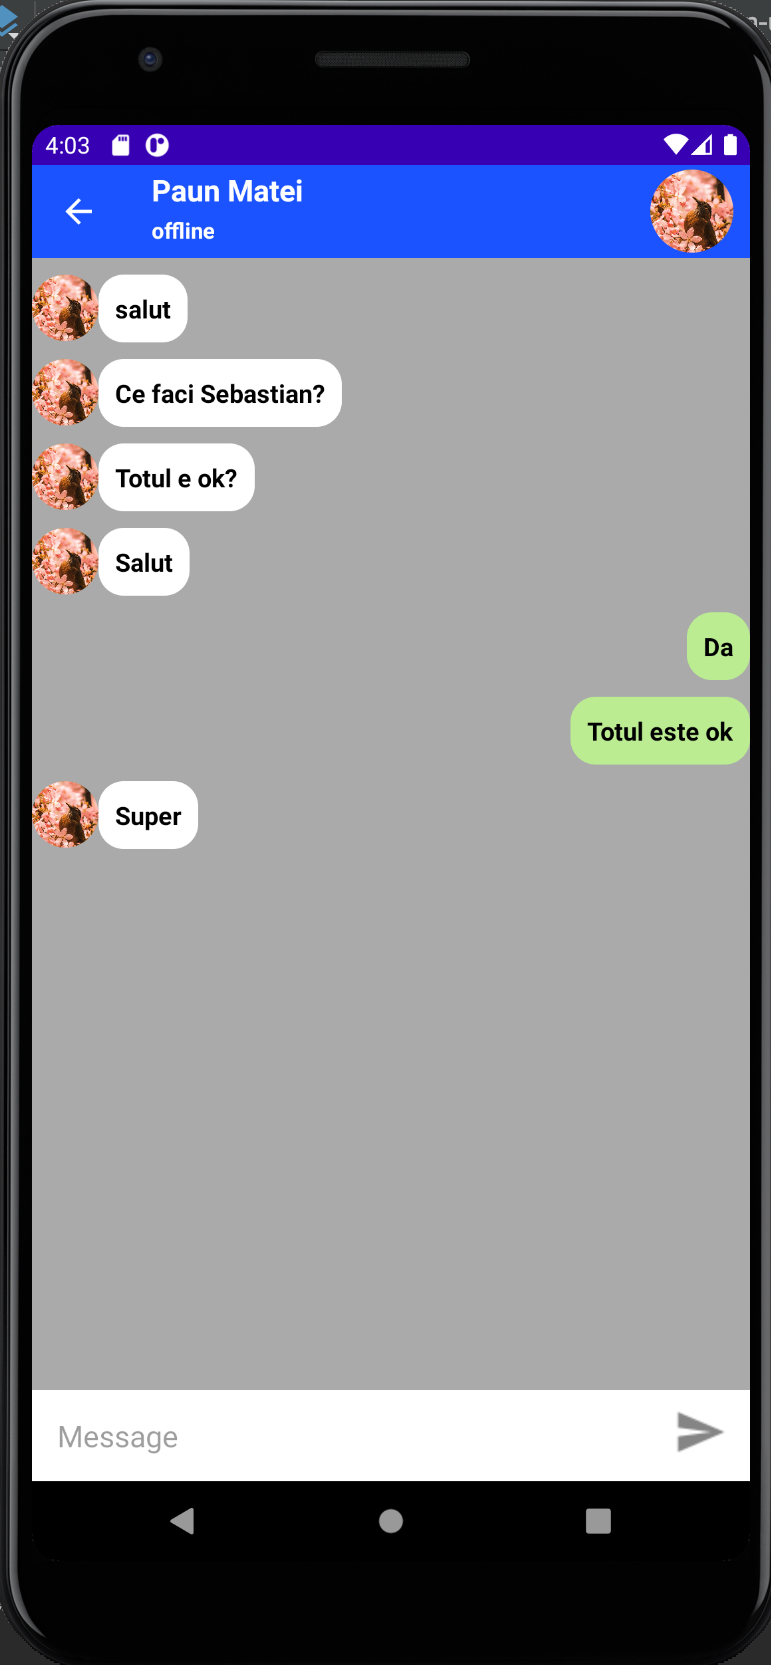 4:03
Paun Matei
offline
salut
Ce faci Sebastian?
Totul e ok?
Salut
Da
Totul este ok
Super
Message